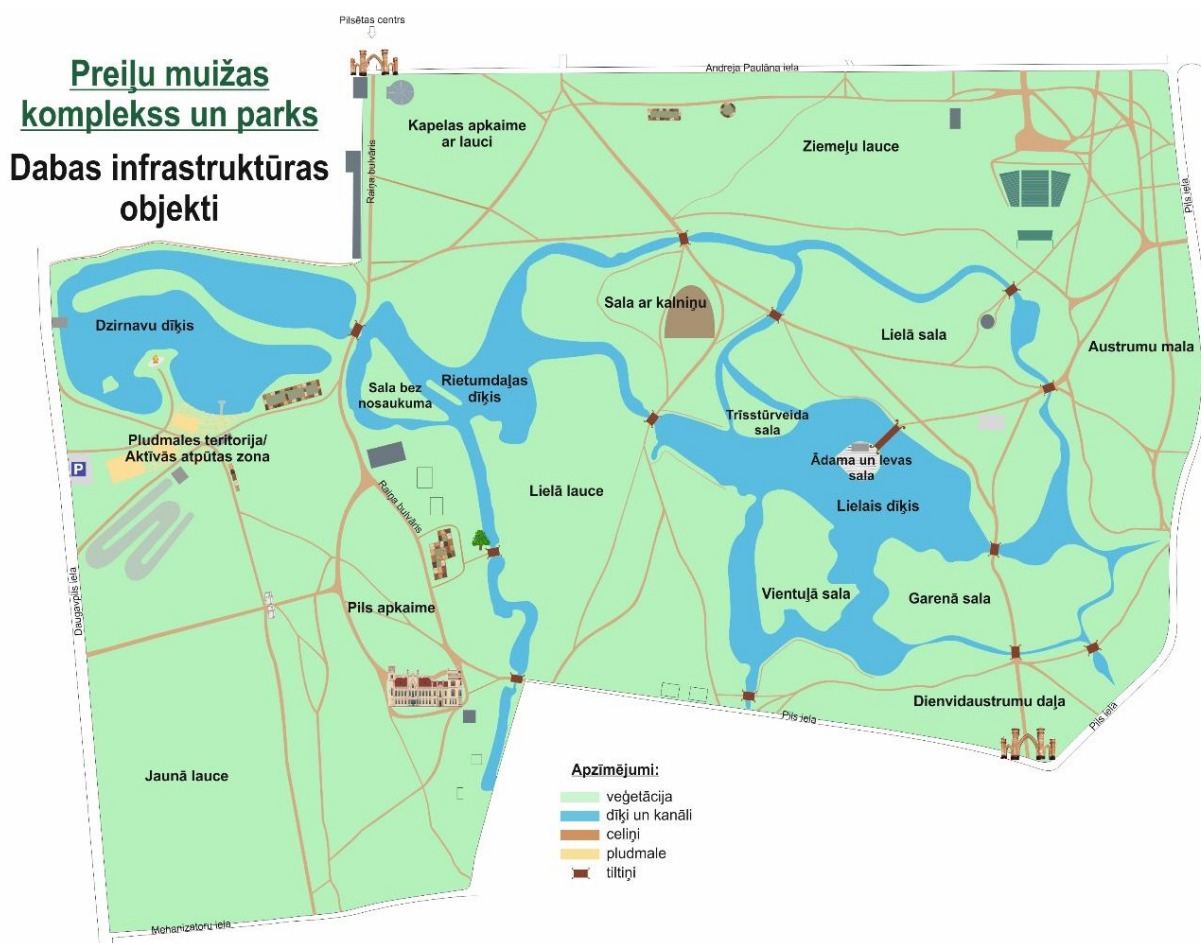 Pilsētas centrs
Preiļu muižas
komplekss un parks
Dabas infrastruktūras
objekti
Andreja Paulāna iela
Kapelas apkaime
ar lauci
Ziemeļu lauce
Raiņa bulvāris
Pils iela
Sala ar kalniņu
Lielā sala
Dzirnavu dīķis
Austrumu mala
Sala bez
nosaukuma
Rietumdaļas
dīķis
Trīsstūrveida
sala
Pludmales teritorija/
Aktīvās atpūtas zona
P
Ādama un Ievas
sala
Lielā lauce
Lielais dīķis
Raiņa bulvāris
Daugavpils iela
Pils apkaime
Vientuļā sala
Garenā sala
Dienvidaustrumu daļa
Pils iela
Pils iela
Jaunā lauce
Apzīmējumi:
veģetācija
dīķi un kanāli
celiņi
pludmale
tiltiņi
Mehanizatoru iela